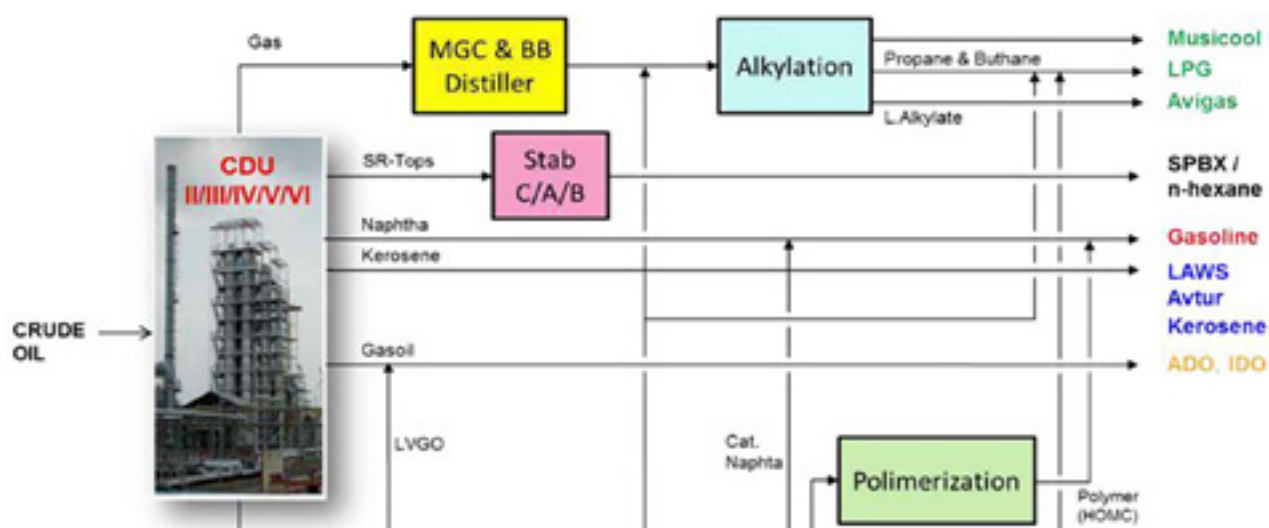 Gas
MGC & BB
Distiller
Alkylation
Propane & Buthane
L.Alkylate
Musicool
LPG
Avigas
CDU
II/III/IV/V/VI
SR-Tops
Stab
C/A/B
SPBX /
n-hexane
Naphtha
Gasoline
Kerosene
LAWS
Avtur
Kerosene
CRUDE
OIL
Gasoil
ADO, IDO
LVGO
Cat.
Naphta
Polimerization
Polymer
(HOMC)